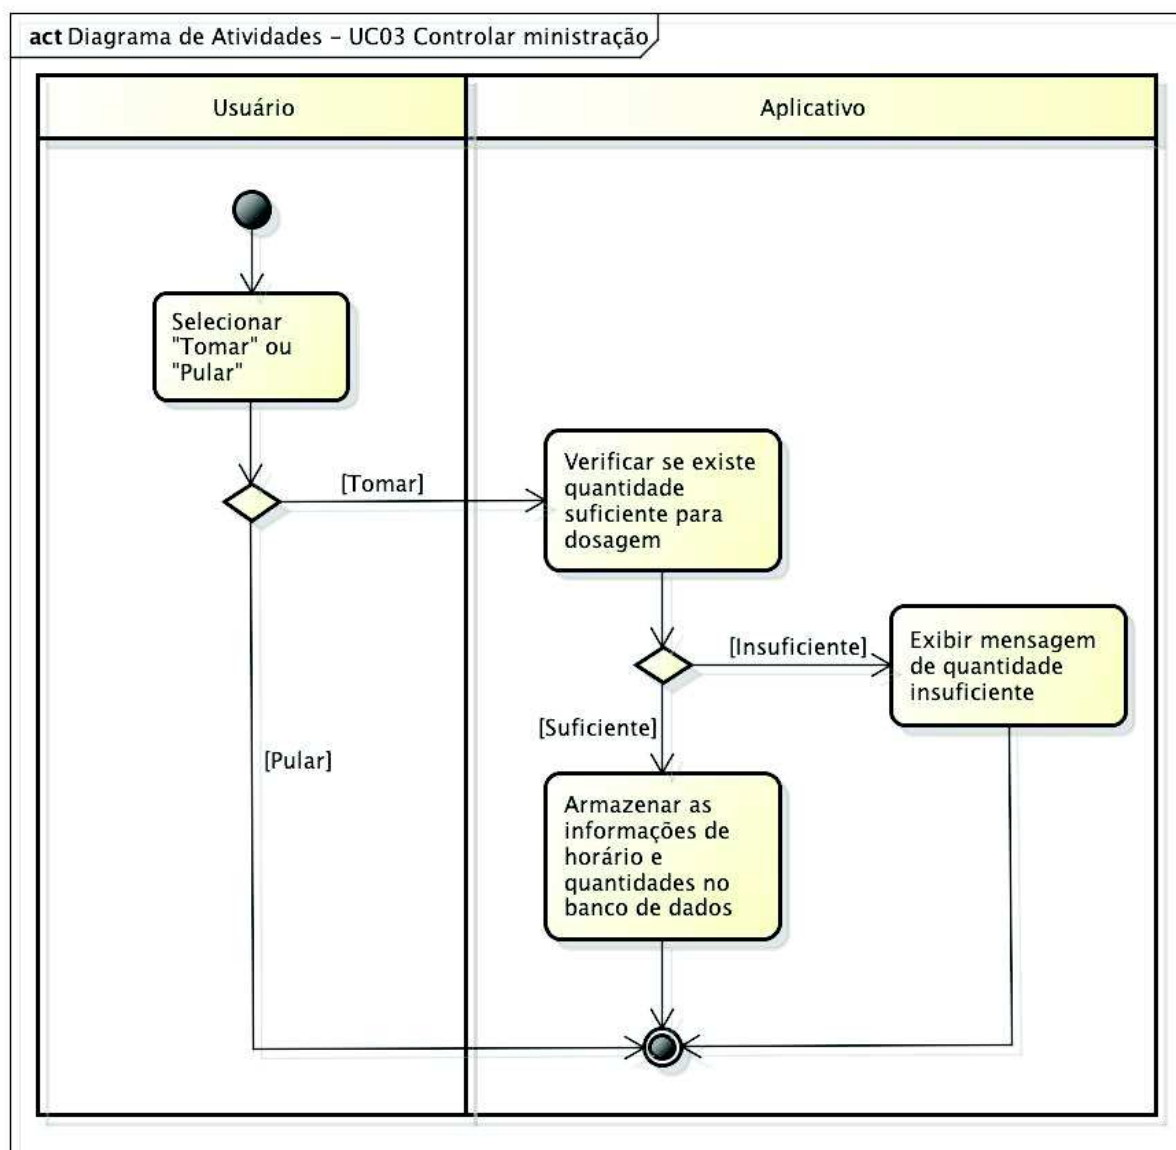 act Diagrama de Atividades – UC03 Controlar ministração
Usuário
Aplicativo
Selecionar
"Tomar" ou
"Pular"
[Tomar]
Verificar se existe
quantidade
suficiente para
dosagem
[Insuficiente]
Exibir mensagem
de quantidade
insuficiente
[Suficiente]
[Pular]
Armazenar as
informações de
horário e
quantidades no
banco de dados